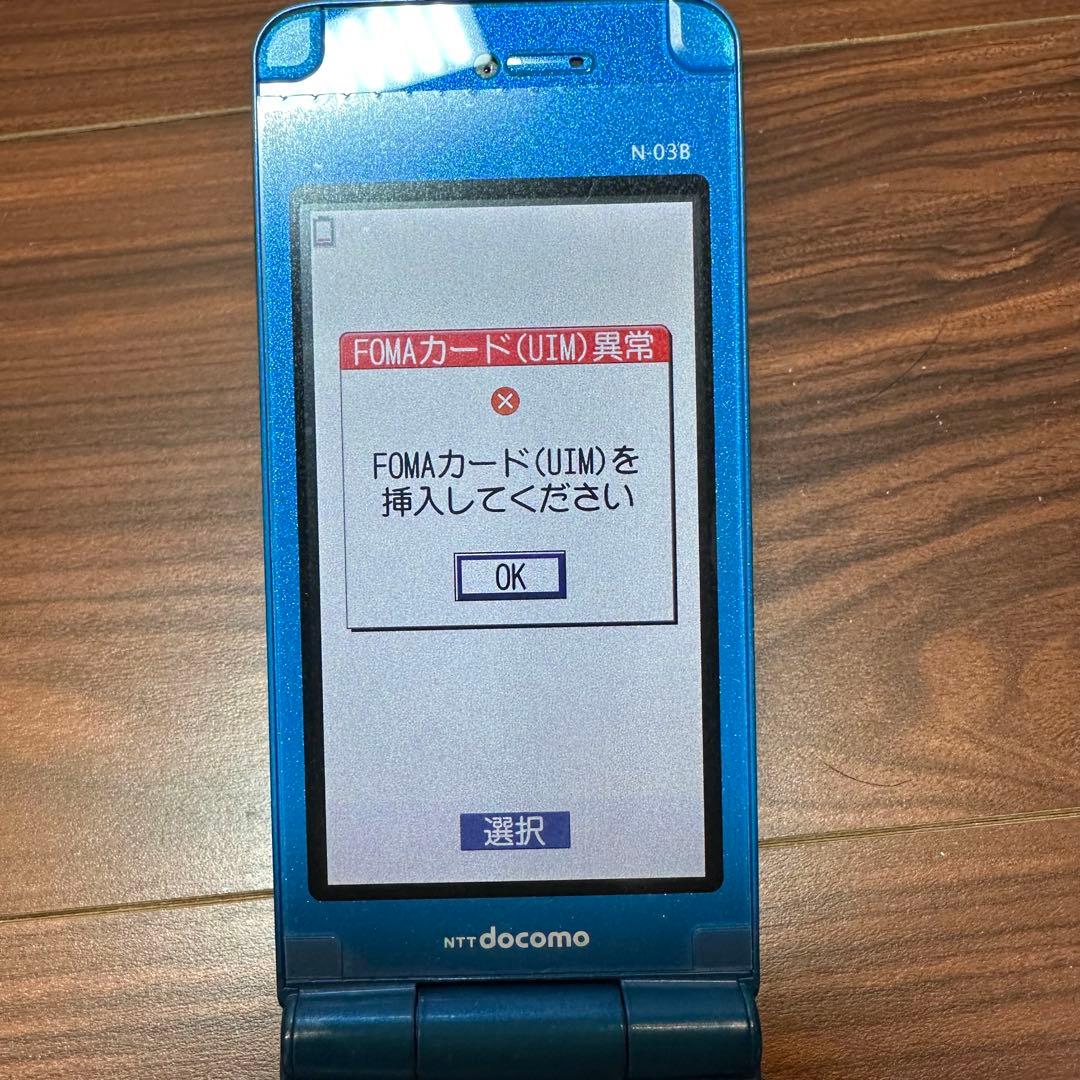 N-03B
FOMAカード(UIM)異常
FOMAカード(UIM)を
挿入してください
OK
選択
NTT docomo